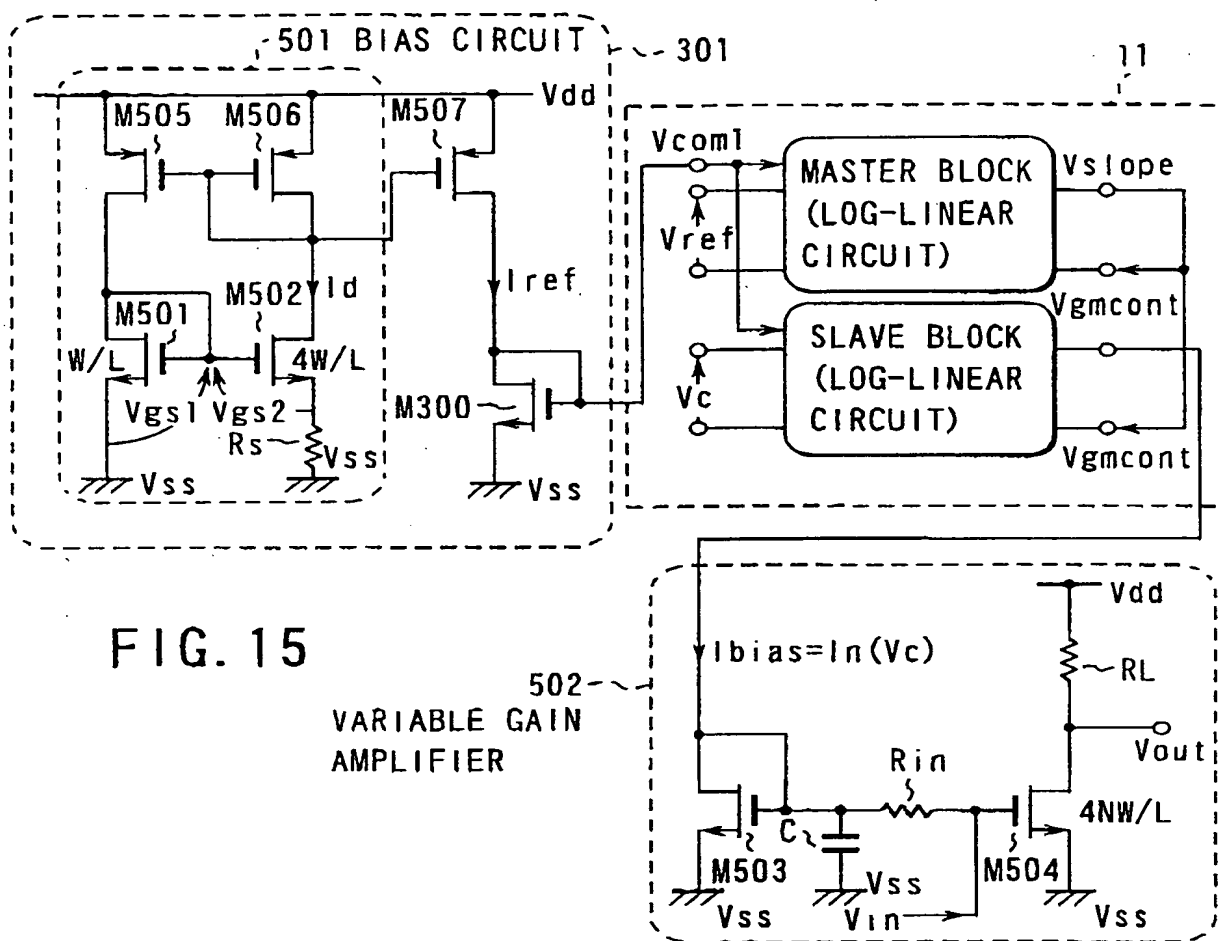 501 BIAS CIRCUIT
301
11
Vdd
M505
M506
M507
Vcom1
MASTER BLOCK
(LOG-LINEAR
CIRCUIT)
Vslope
Vref
Id
Iref
Vgmcont
M501
M502
W/L
4W/L
SLAVE BLOCK
(LOG-LINEAR
CIRCUIT)
Vc
M300
Vgs1
Vgs2
Rs
Vss
Vss
Vss
Vgmcont
FIG. 15
Vdd
Ibias=In(Vc)
RL
502
VARIABLE GAIN
AMPLIFIER
Vout
Rin
4NW/L
C
M503
M504
Vss
Vss
Vin
Vss